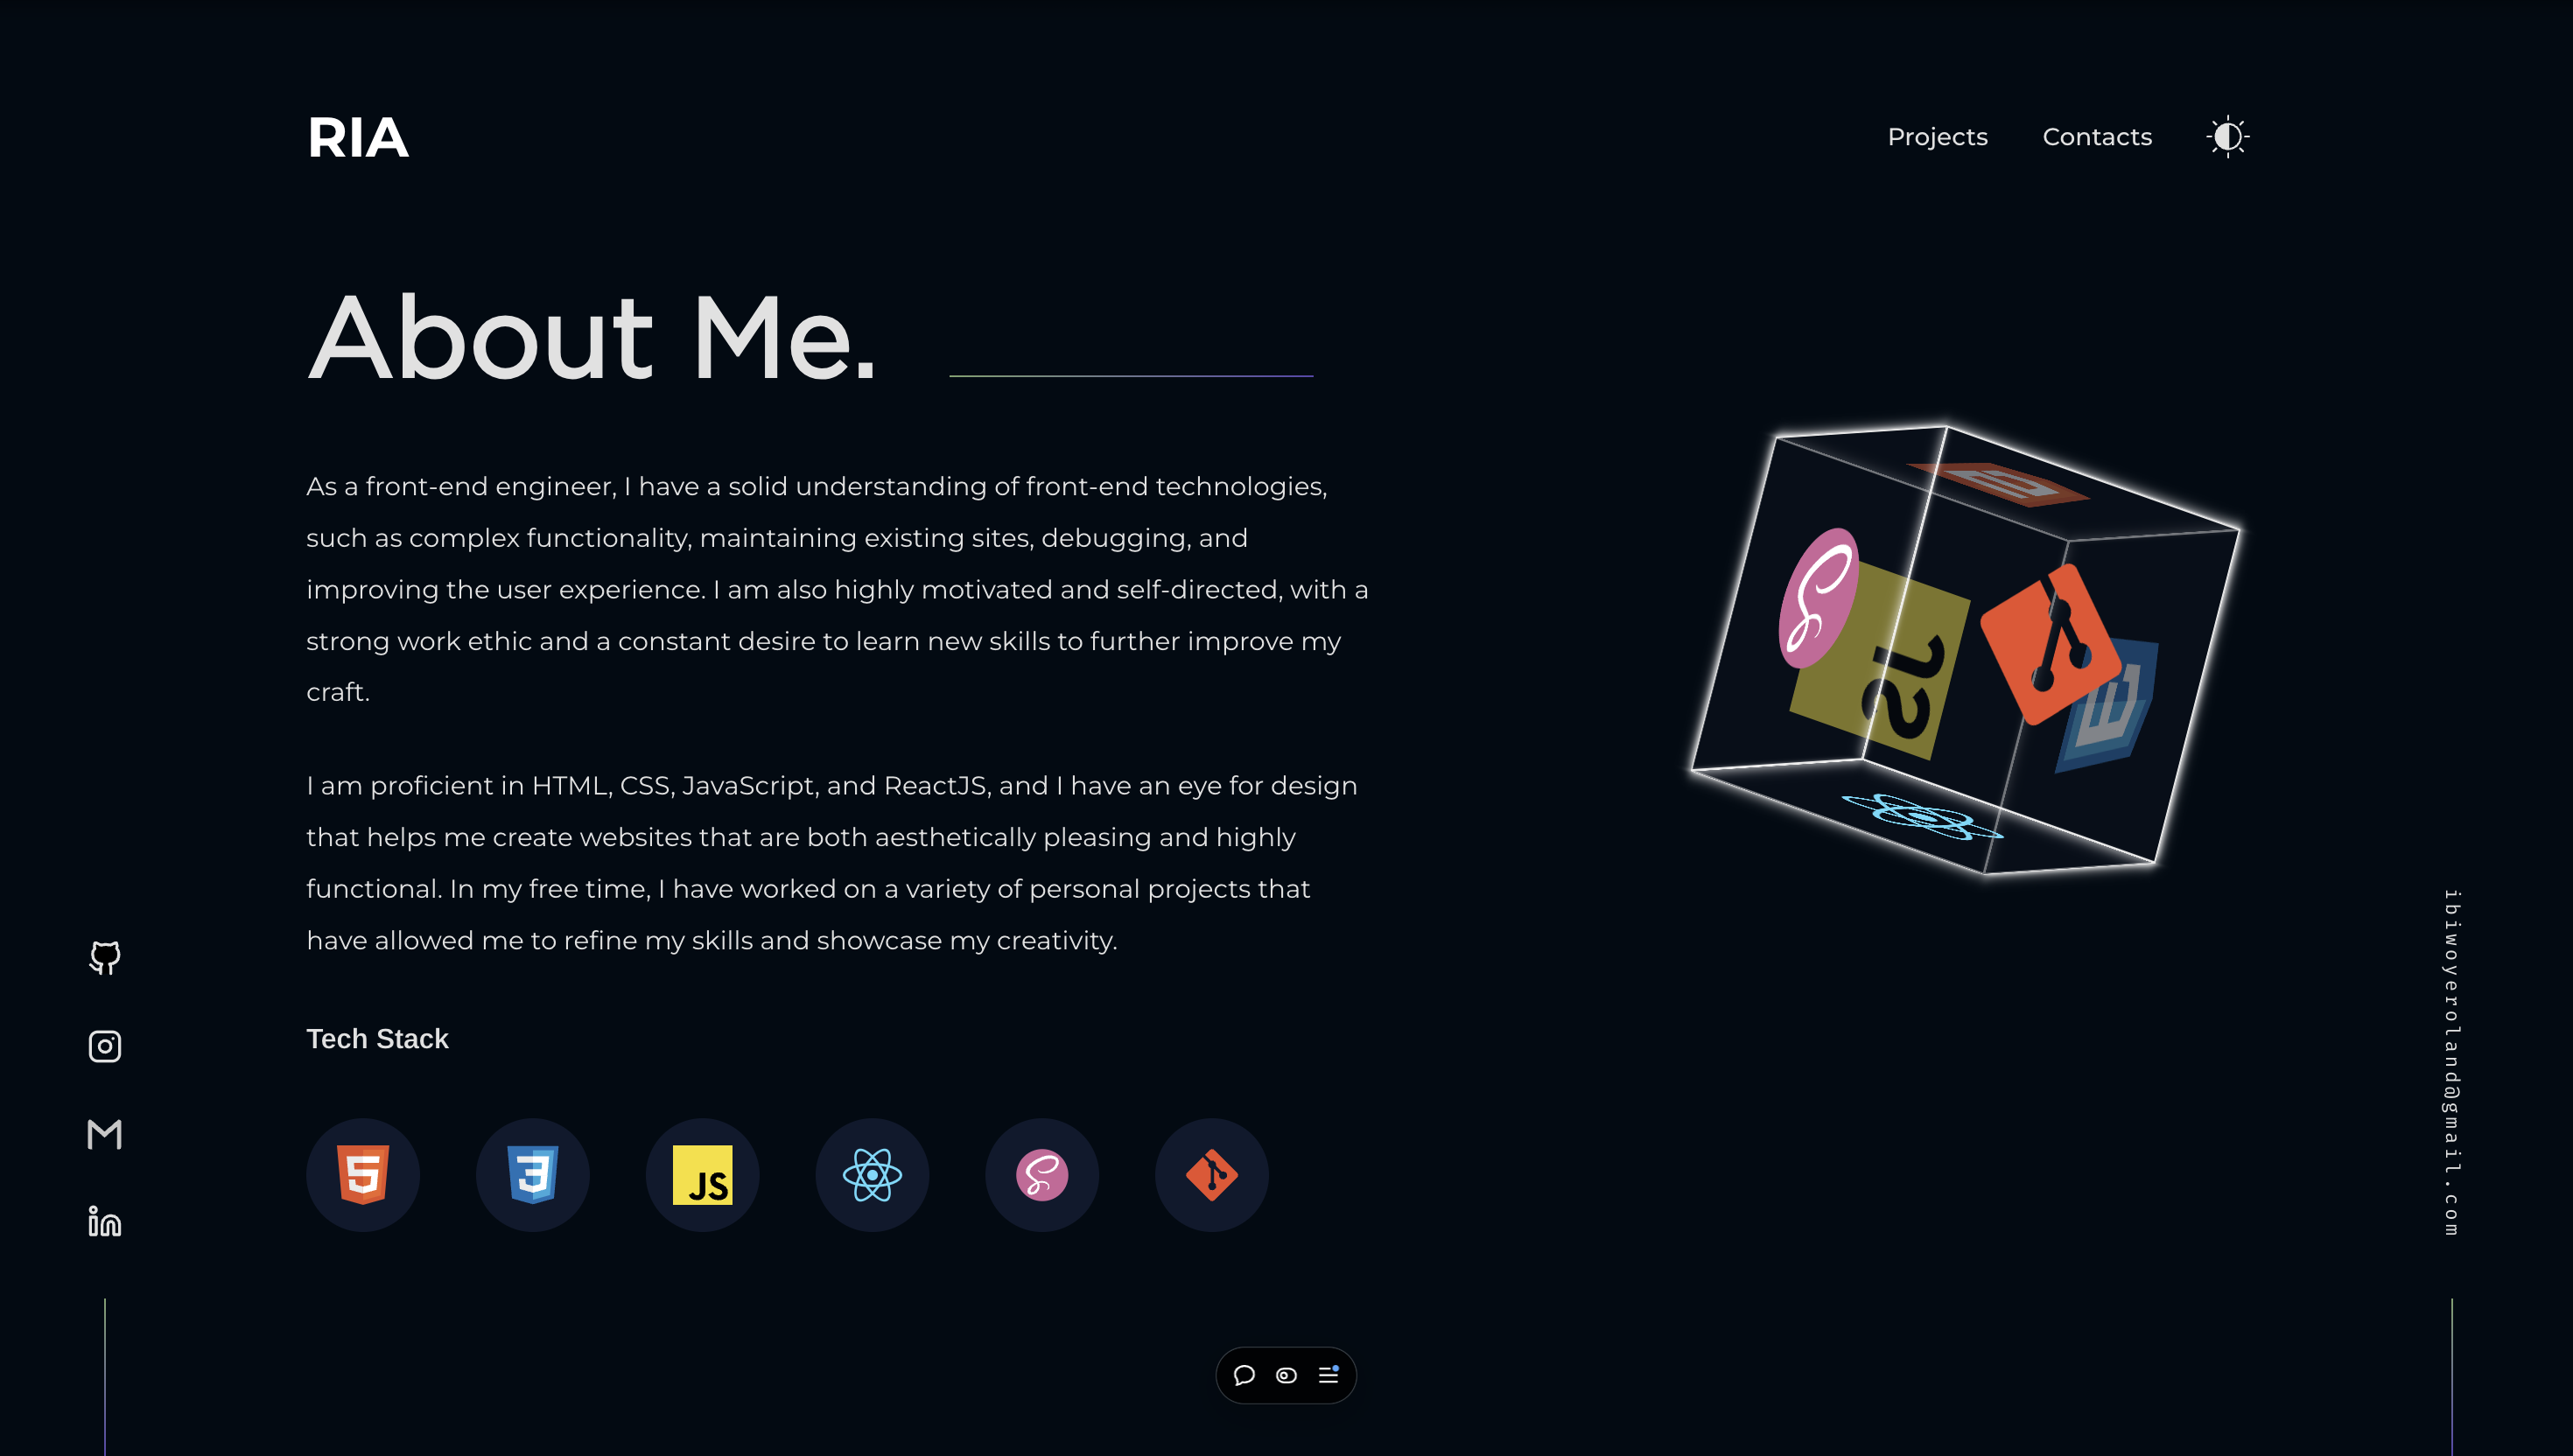 RIA
Projects
Contacts
About Me.
As a front-end engineer, I have a solid understanding of front-end technologies,
such as complex functionality, maintaining existing sites, debugging, and
improving the user experience. I am also highly motivated and self-directed, with a
strong work ethic and a constant desire to learn new skills to further improve my
craft.
I am proficient in HTML, CSS, JavaScript, and ReactJS, and I have an eye for design
that helps me create websites that are both aesthetically pleasing and highly
functional. In my free time, I have worked on a variety of personal projects that
have allowed me to refine my skills and showcase my creativity.
Tech Stack
5
3
JS
JS
ibiwoyeroland@gmail.com